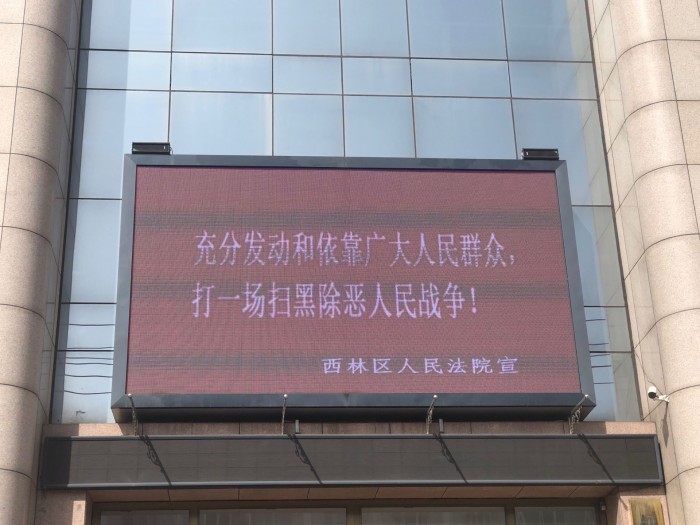 充分发动和依靠广大人民群众，
打一场扫黑除恶人民战争！
西林区人民法院宣